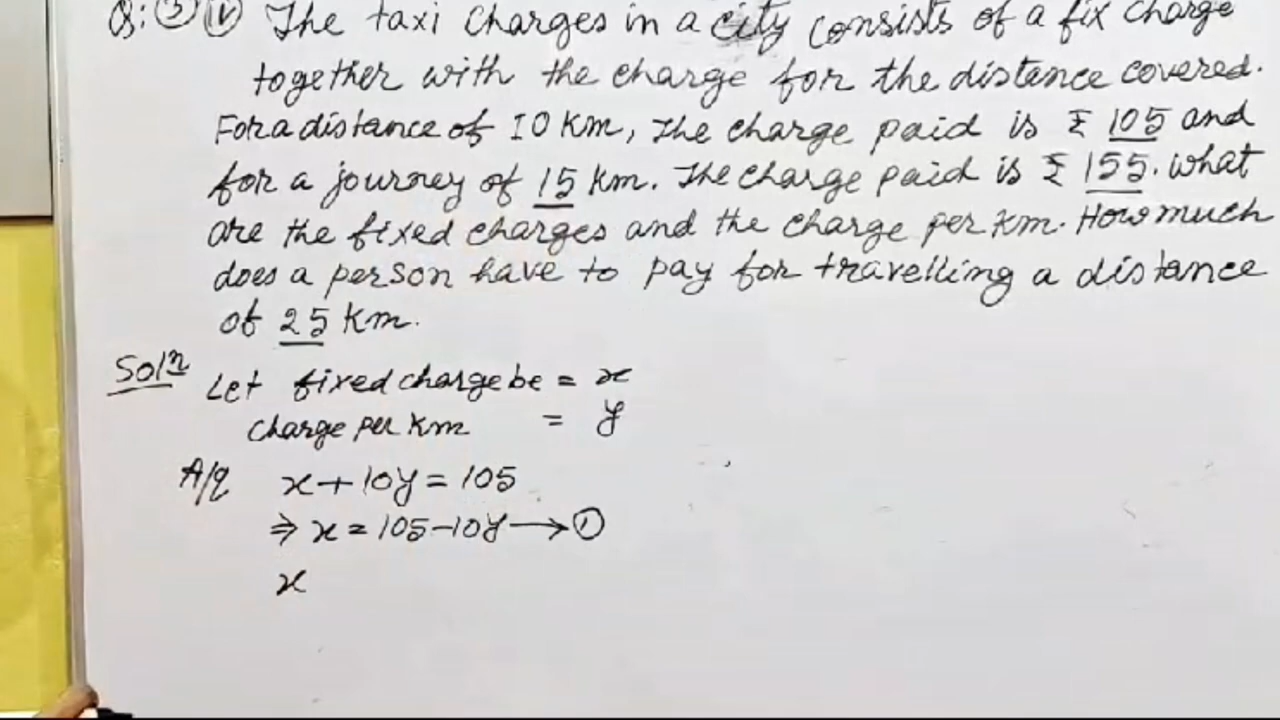 Q: ③ (iv) The taxi charges in a city consists of a fix charge
together with the charge for the distance covered.
For a distance of 10 km, the charge paid is ₹ 105 and
for a journey of 15 km. The charge paid is ₹ 155. What
are the fixed charges and the charge per km. How much
does a person have to pay for travelling a distance
of 25 km.
Solⁿ
Let fixed charge be = x
charge per km = y
A/q x + 10y = 105
⇒ x = 105 - 10y → ①
x